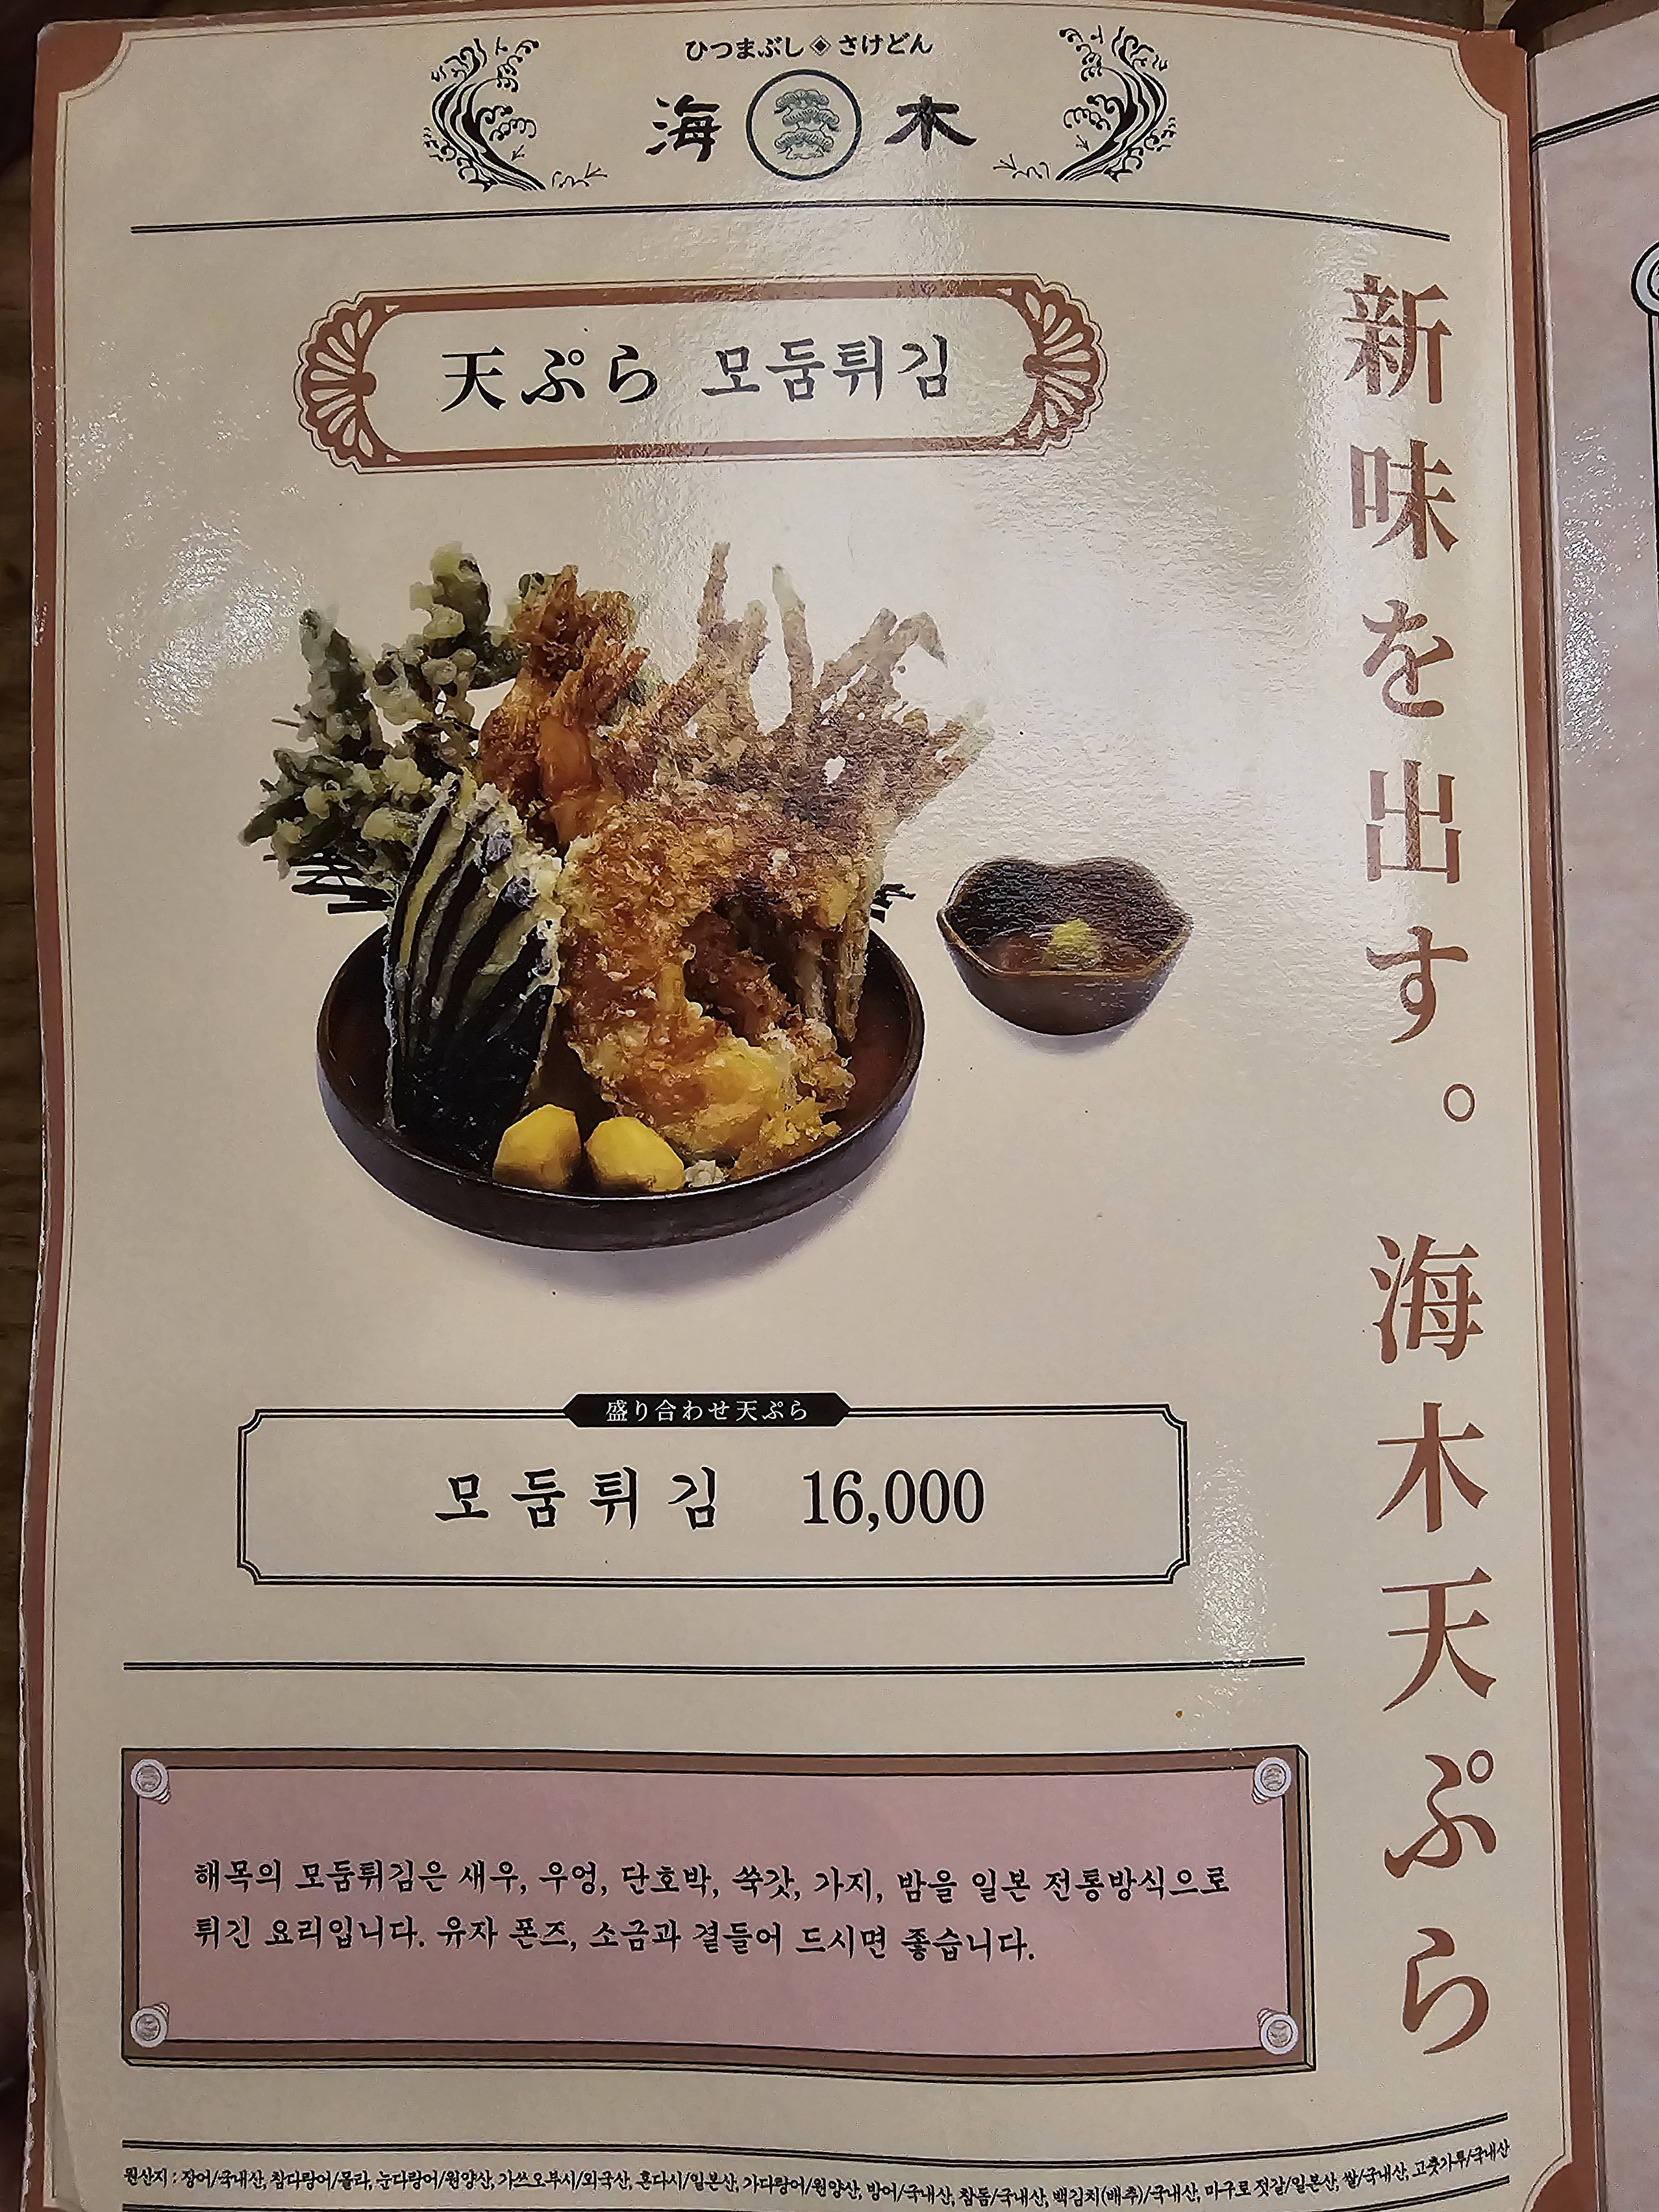 ひつまぶし◈さけどん
海 木
天ぷら 모둠튀김
新味を出す。海木天ぷら
盛り合わせ天ぷら
모둠튀김 16,000
해목의 모둠튀김은 새우, 우엉, 단호박, 쑥갓, 가지, 밤을 일본 전통방식으로
튀긴 요리입니다. 유자 폰즈, 소금과 곁들어 드시면 좋습니다.
원산지 : 장어/국내산, 참다랑어/몰타, 눈다랑어/원양산, 가쓰오부시/외국산, 혼다시/일본산, 가다랑어/원양산, 방어/국내산, 참돔/국내산, 백김치(배추)/국내산, 마구로 젓갈/일본산, 쌀/국내산, 고춧가루/국내산